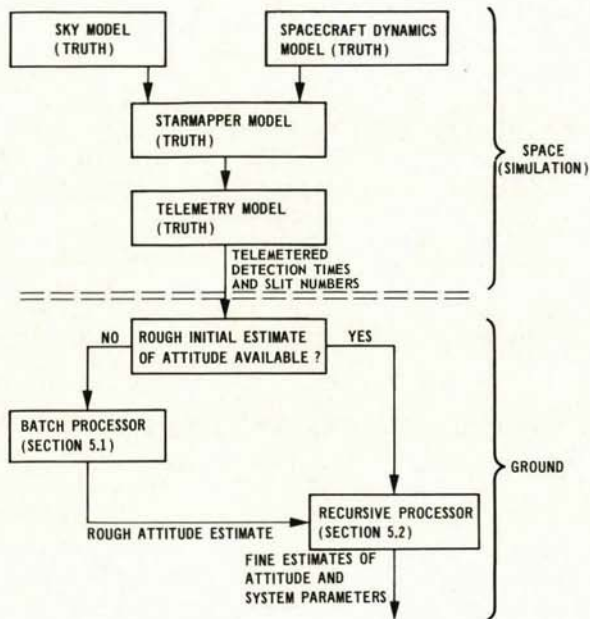 SKY MODEL
(TRUTH)
SPACECRAFT DYNAMICS
MODEL (TRUTH)
STARMAPPER MODEL
(TRUTH)
SPACE
(SIMULATION)
TELEMETRY MODEL
(TRUTH)
TELEMETERED
DETECTION TIMES
AND SLIT NUMBERS
NO
ROUGH INITIAL ESTIMATE
OF ATTITUDE AVAILABLE ?
YES
BATCH PROCESSOR
(SECTION 5.1)
GROUND
ROUGH ATTITUDE ESTIMATE
RECURSIVE PROCESSOR
(SECTION 5.2)
FINE ESTIMATES OF
ATTITUDE AND
SYSTEM PARAMETERS